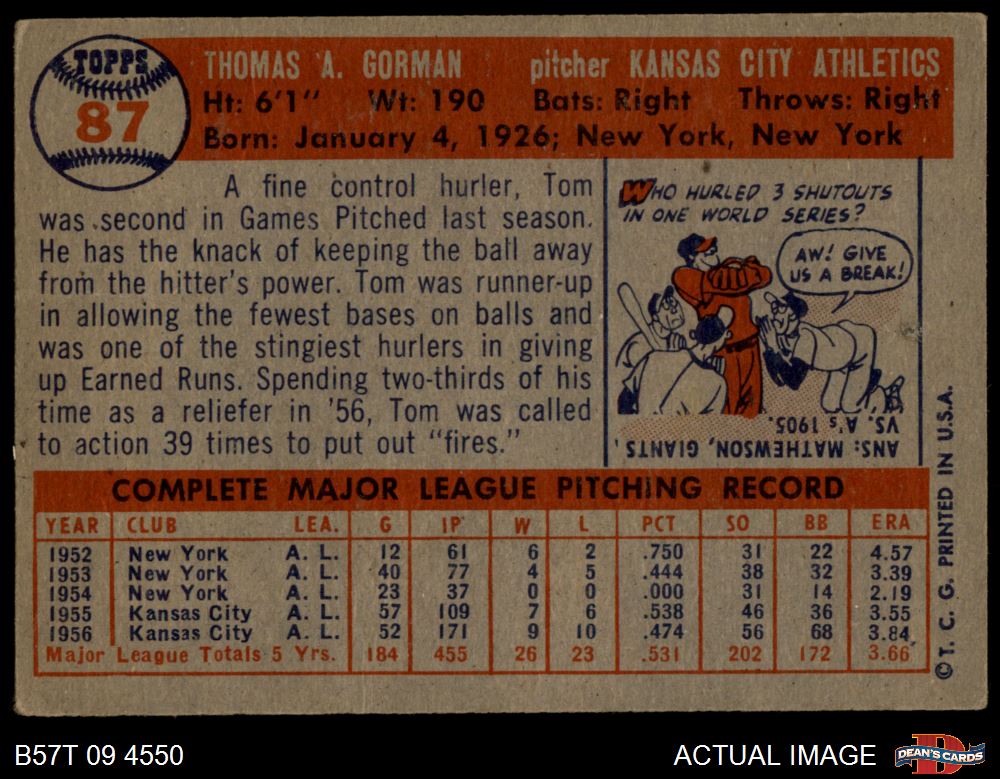 TOPPS
87
THOMAS A. GORMAN pitcher KANSAS CITY ATHLETICS
Ht: 6'1" Wt: 190 Bats: Right Throws: Right
Born: January 4, 1926; New York, New York
A fine control hurler, Tom
was second in Games Pitched last season.
He has the knack of keeping the ball away
from the hitter's power. Tom was runner-up
in allowing the fewest bases on balls and
was one of the stingiest hurlers in giving
up Earned Runs. Spending two-thirds of his
time as a reliefer in '56, Tom was called
to action 39 times to put out "fires."
WHO HURLED 3 SHUTOUTS
IN ONE WORLD SERIES?
AW! GIVE
US A BREAK!
ANS: MATHEWSON, GIANTS,
VS. A's 1905.
COMPLETE MAJOR LEAGUE PITCHING RECORD
YEAR CLUB LEA. G IP W L PCT SO BB ERA
1952 New York A. L. 12 61 6 2 .750 31 22 4.57
1953 New York A. L. 40 77 4 5 .444 38 32 3.39
1954 New York A. L. 23 37 0 0 .000 31 14 2.19
1955 Kansas City A. L. 57 109 7 6 .538 46 36 3.55
1956 Kansas City A. L. 52 171 9 10 .474 56 68 3.84
Major League Totals 5 Yrs. 184 455 26 23 .531 202 172 3.66
© T. C. G. PRINTED IN U.S.A.
B57T 09 4550
ACTUAL IMAGE
D
DEAN'S CARDS